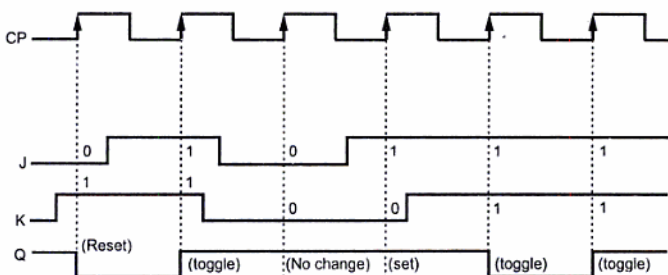 CP
J 0 1 0 1 1 1
1 1
K 0 0 1 1
Q (Reset) (toggle) (No change) (set) (toggle) (toggle)